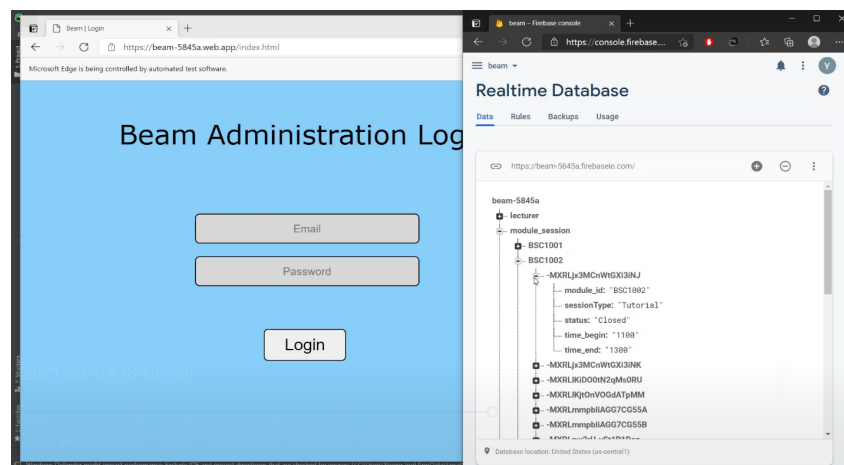 Beam | Login
https://beam-5845a.web.app/index.html
Microsoft Edge is being controlled by automated test software.
Beam Administration Log
Email
Password
Login
beam – Firebase console
https://console.firebase....
beam
Y
Realtime Database
Data Rules Backups Usage
https://beam-5845a.firebaseio.com/
beam-5845a
lecturer
module_session
BSC1001
BSC1002
-MXRLjx3MCnWtGXi3iNJ
module_id: "BSC1002"
sessionType: "Tutorial"
status: "Closed"
time_begin: "1100"
time_end: "1300"
-MXRLjx3MCnWtGXi3iNK
-MXRLlKiDO0tN2qMs0RU
-MXRLlKjtOnVOGdATpMM
-MXRLmmpbliAGG7CG55A
-MXRLmmpbliAGG7CG55B
Database location: United States (us-central1)